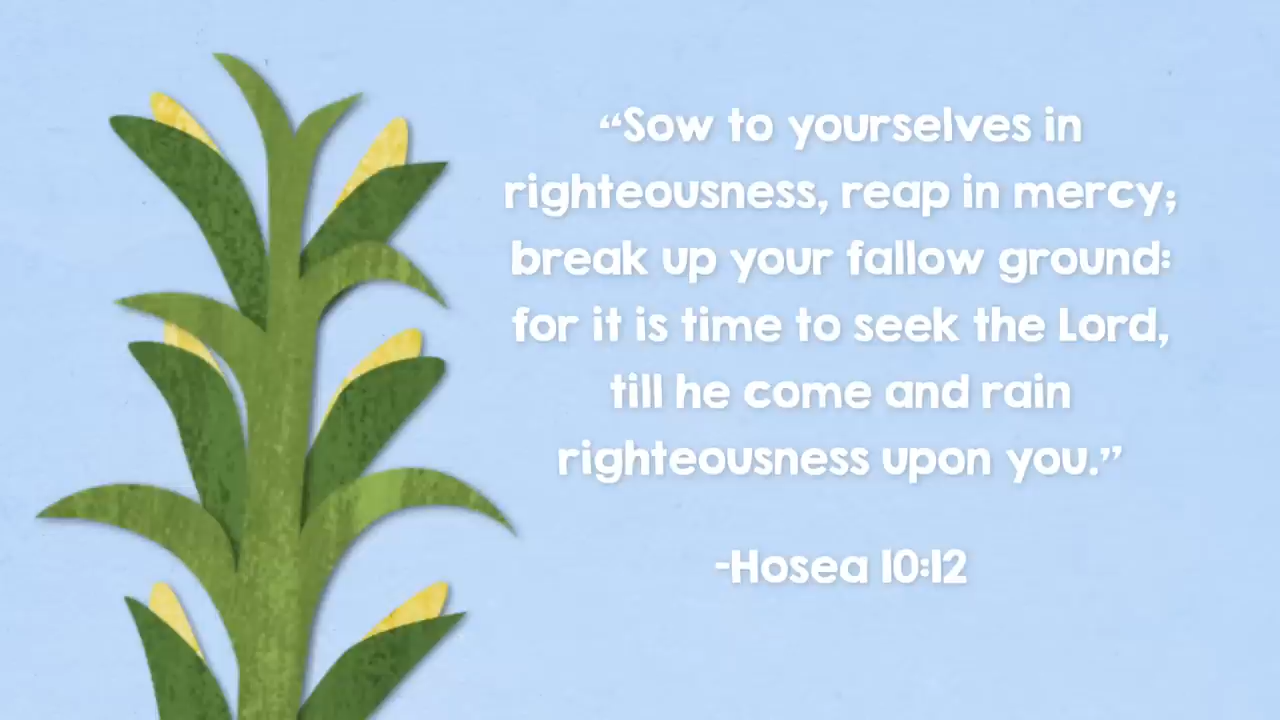 “Sow to yourselves in
righteousness, reap in mercy;
break up your fallow ground:
for it is time to seek the Lord,
till he come and rain
righteousness upon you.”
-Hosea 10:12